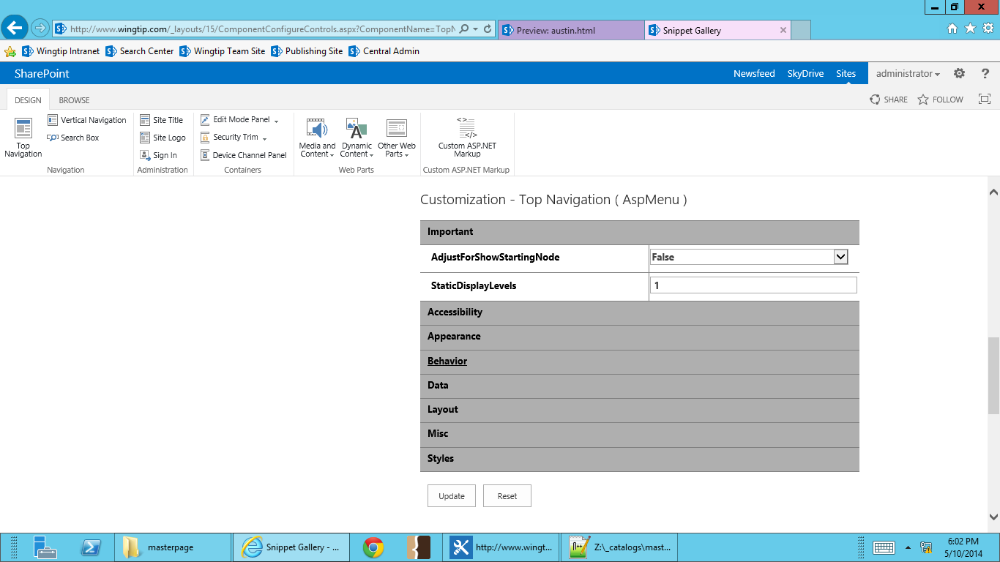 http://www.wingtip.com/_layouts/15/ComponentConfigureControls.aspx?ComponentName=TopN
Preview: austin.html
Snippet Gallery
Wingtip Intranet
Search Center
Wingtip Team Site
Publishing Site
Central Admin
SharePoint
Newsfeed
SkyDrive
Sites
administrator
?
DESIGN
BROWSE
SHARE
FOLLOW
Top
Navigation
Vertical Navigation
Search Box
Navigation
Site Title
Site Logo
Sign In
Administration
Edit Mode Panel
Security Trim
Device Channel Panel
Containers
Media and
Content
Dynamic
Content
Other Web
Parts
Web Parts
Custom ASP.NET
Markup
Custom ASP.NET Markup
Customization - Top Navigation ( AspMenu )
Important
AdjustForShowStartingNode
False
StaticDisplayLevels
1
Accessibility
Appearance
Behavior
Data
Layout
Misc
Styles
Update
Reset
masterpage
Snippet Gallery - ...
http://www.wingt...
Z:\_catalogs\mast...
6:02 PM
5/10/2014